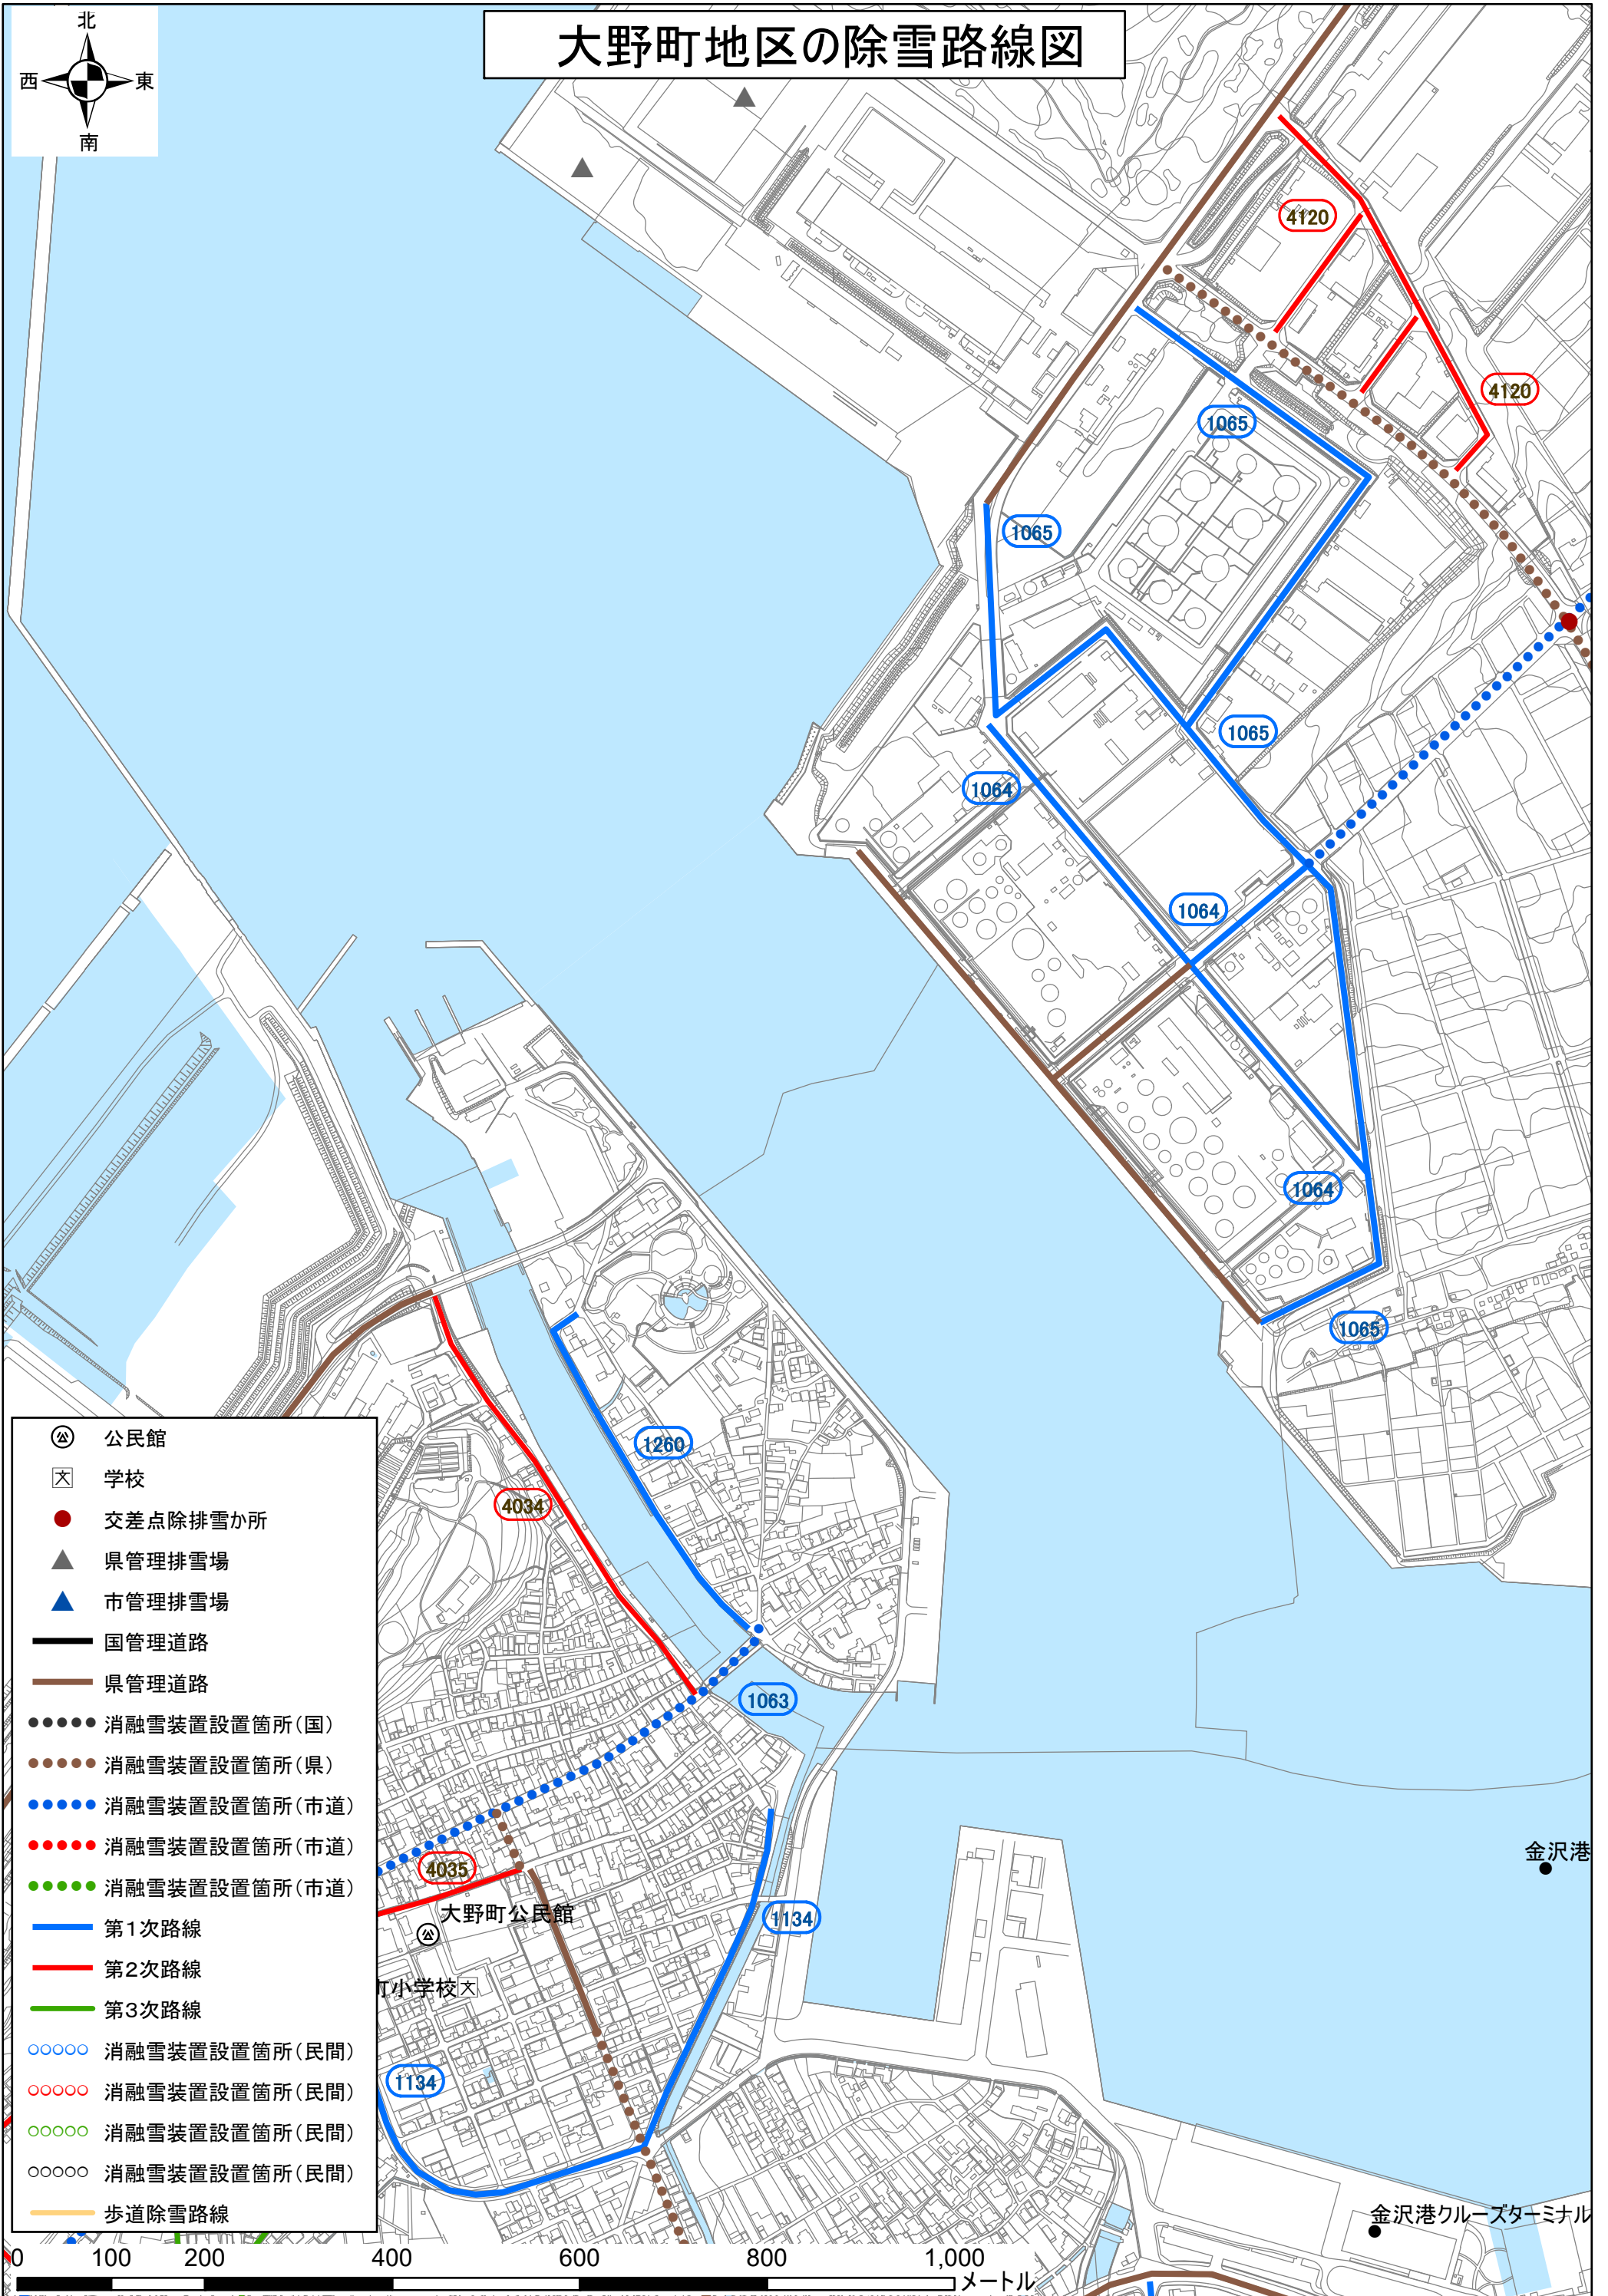 大野町地区の除雪路線図
北
西
東
南
4120
4120
1065
1065
1065
1064
1064
1064
1065
1260
4034
1063
4035
大野町公民館
1134
町小学校
文
1134
金沢港
金沢港クルーズターミナル
公民館
文 学校
交差点除排雪か所
県管理排雪場
市管理排雪場
国管理道路
県管理道路
消融雪装置設置箇所(国)
消融雪装置設置箇所(県)
消融雪装置設置箇所(市道)
消融雪装置設置箇所(市道)
消融雪装置設置箇所(市道)
第1次路線
第2次路線
第3次路線
消融雪装置設置箇所(民間)
消融雪装置設置箇所(民間)
消融雪装置設置箇所(民間)
消融雪装置設置箇所(民間)
歩道除雪路線
0 100 200 400 600 800 1,000
メートル